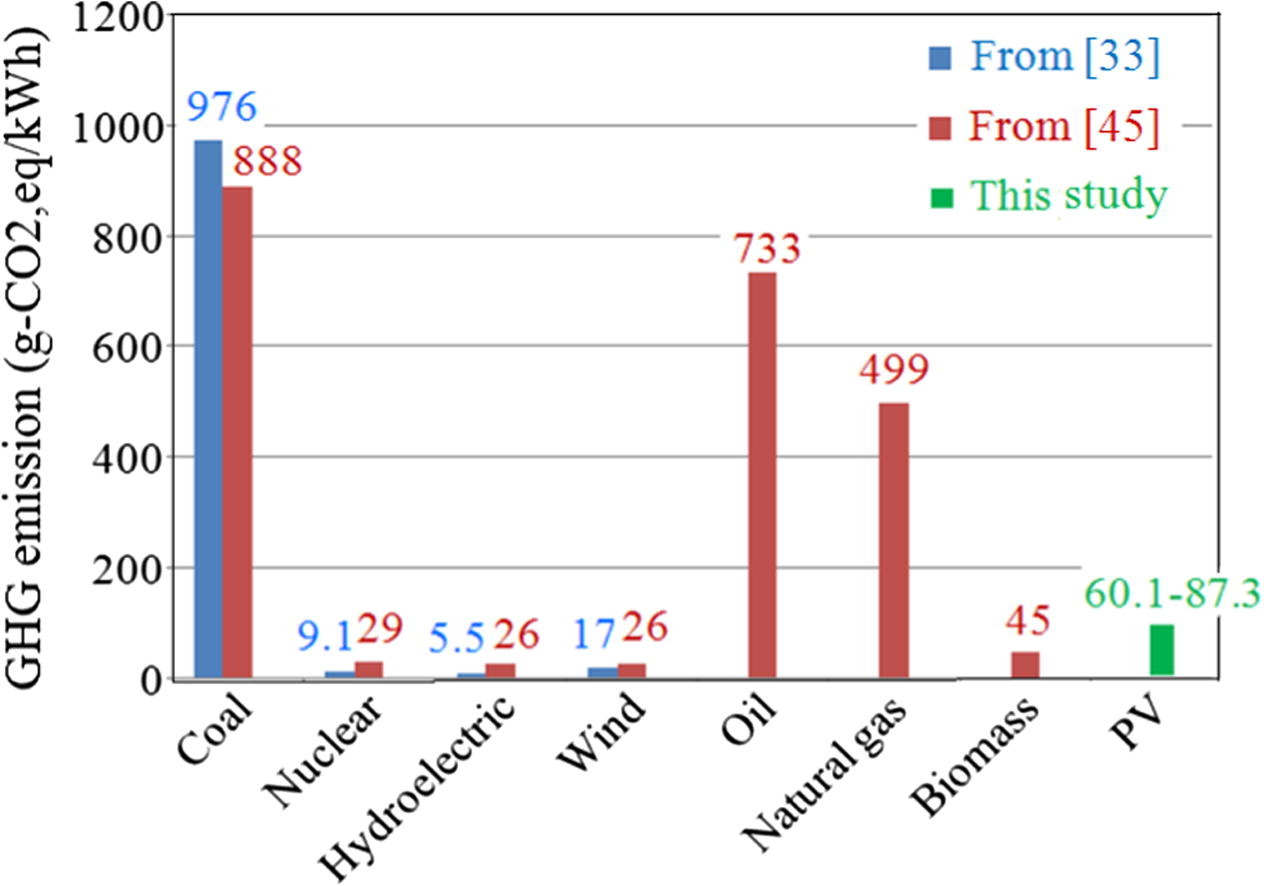 GHG emission (g-CO2,eq/kWh)
1200
1000
800
600
400
200
0
From [33]
From [45]
This study
976
888
9.1
29
5.5
26
17
26
733
499
45
60.1-87.3
Coal
Nuclear
Hydroelectric
Wind
Oil
Natural gas
Biomass
PV